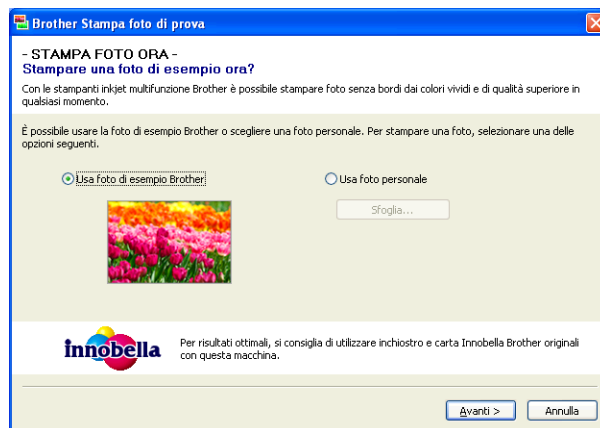 Brother Stampa foto di prova
- STAMPA FOTO ORA -
Stampare una foto di esempio ora?
Con le stampanti inkjet multifunzione Brother è possibile stampare foto senza bordi dai colori vividi e di qualità superiore in
qualsiasi momento.
È possibile usare la foto di esempio Brother o scegliere una foto personale. Per stampare una foto, selezionare una delle
opzioni seguenti.
Usa foto di esempio Brother
Usa foto personale
Sfoglia...
innobella
Per risultati ottimali, si consiglia di utilizzare inchiostro e carta Innobella Brother originali
con questa macchina.
Avanti >
Annulla